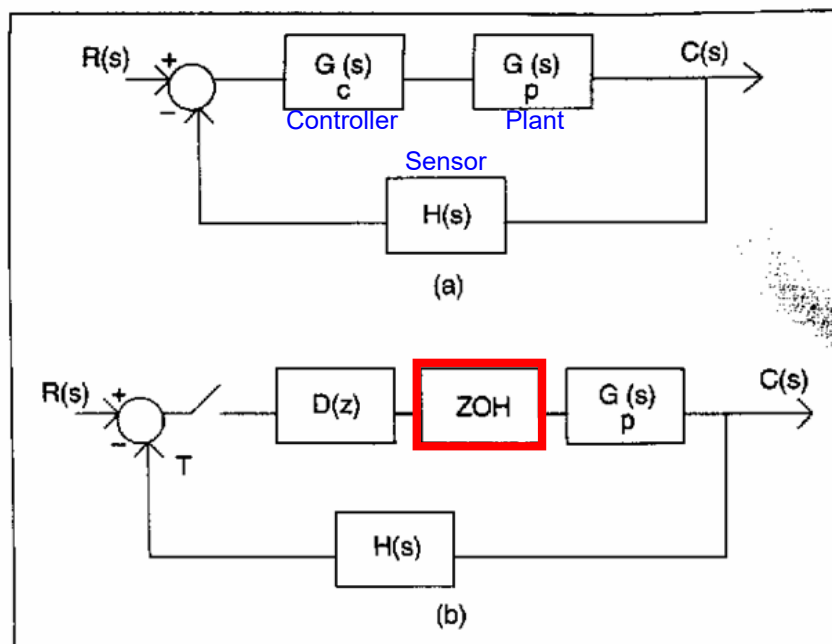 R(s)
+
−
G (s)
c
Controller
G (s)
p
Plant
C(s)
Sensor
H(s)
(a)
R(s)
+
−
T
D(z)
ZOH
G (s)
p
C(s)
H(s)
(b)